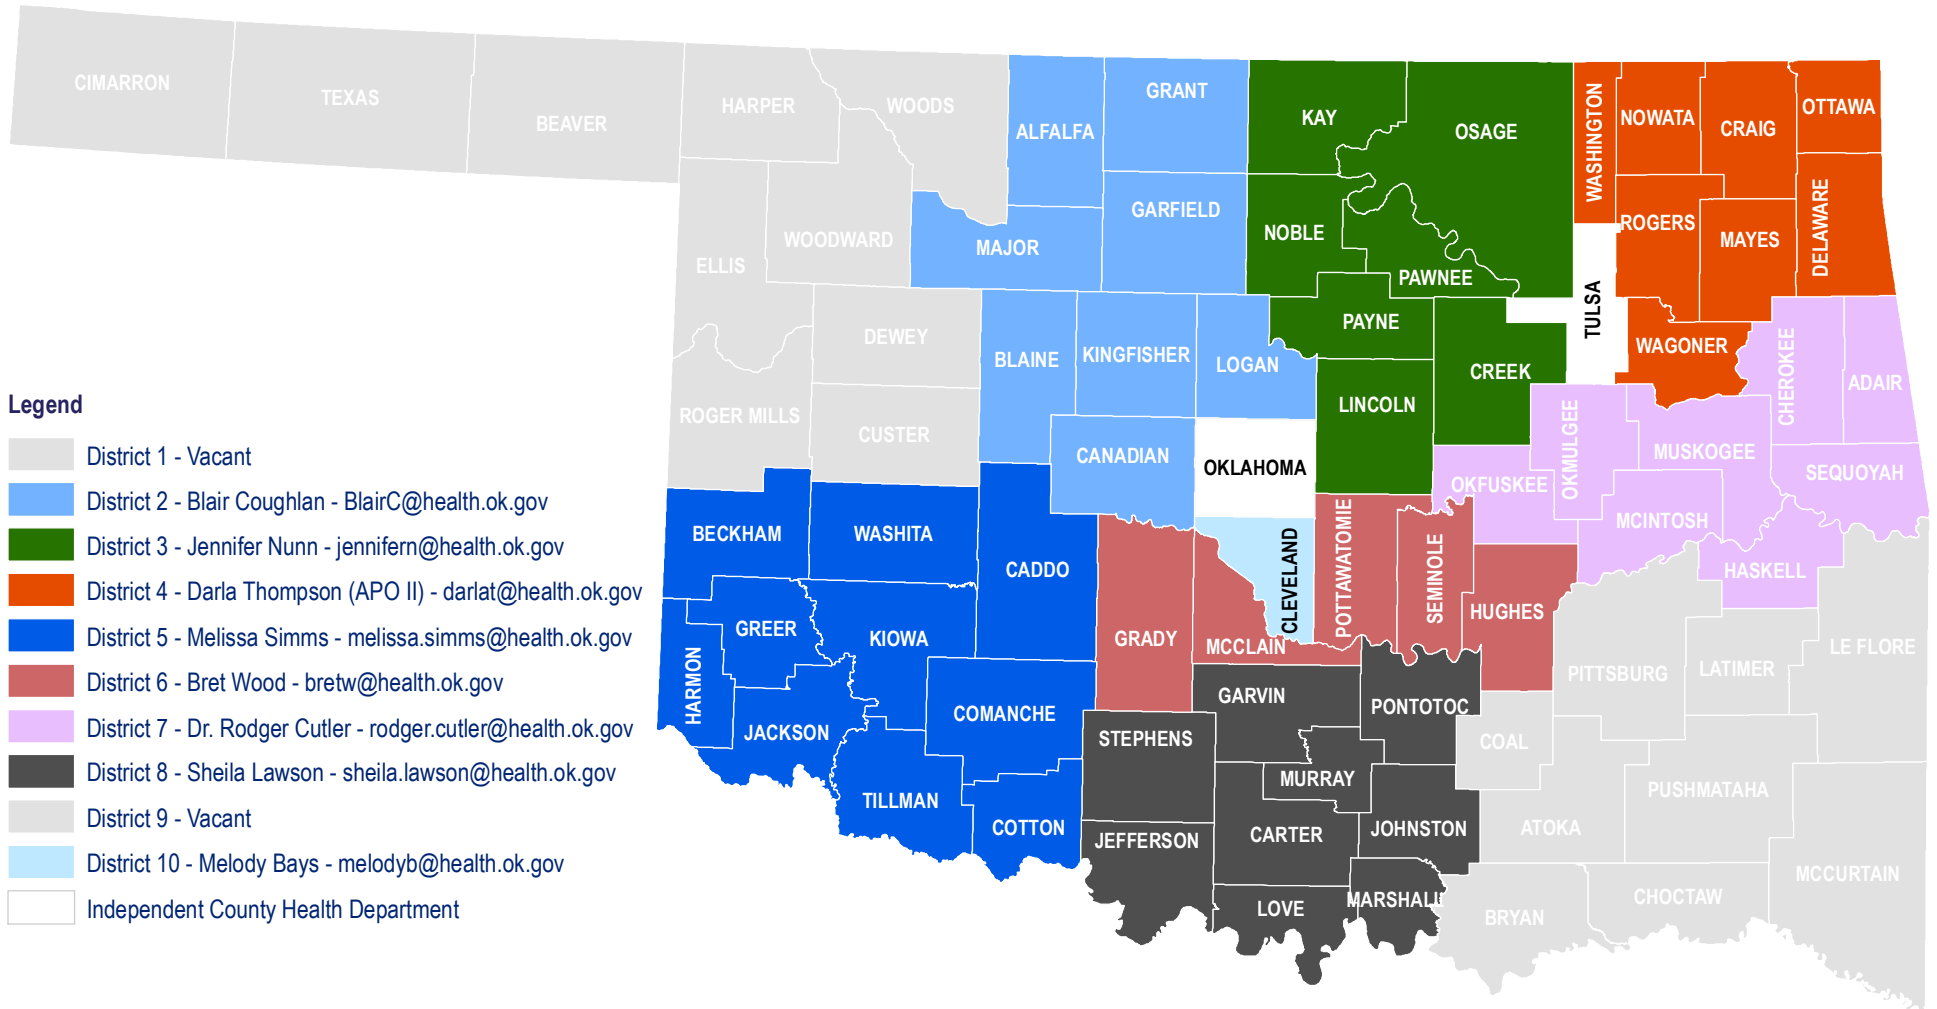 CIMARRON
TEXAS
BEAVER
HARPER
WOODS
ALFALFA
GRANT
KAY
OSAGE
WASHINGTON
NOWATA
CRAIG
OTTAWA
ELLIS
WOODWARD
MAJOR
GARFIELD
NOBLE
PAWNEE
ROGERS
MAYES
DELAWARE
TULSA
DEWEY
BLAINE
KINGFISHER
LOGAN
PAYNE
CREEK
WAGONER
CHEROKEE
ADAIR
ROGER MILLS
CUSTER
CANADIAN
OKLAHOMA
LINCOLN
OKFUSKEE
OKMULGEE
MUSKOGEE
SEQUOYAH
MCINTOSH
HASKELL
BECKHAM
WASHITA
CADDO
GRADY
MCCLAIN
CLEVELAND
POTTAWATOMIE
SEMINOLE
HUGHES
PITTSBURG
LATIMER
LE FLORE
HARMON
GREER
KIOWA
JACKSON
COMANCHE
STEPHENS
GARVIN
PONTOTOC
COAL
MURRAY
PUSHMATAHA
TILLMAN
COTTON
JEFFERSON
CARTER
JOHNSTON
ATOKA
MCCURTAIN
LOVE
MARSHALL
BRYAN
CHOCTAW
Legend
District 1 - Vacant
District 2 - Blair Coughlan - BlairC@health.ok.gov
District 3 - Jennifer Nunn - jennifern@health.ok.gov
District 4 - Darla Thompson (APO II) - darlat@health.ok.gov
District 5 - Melissa Simms - melissa.simms@health.ok.gov
District 6 - Bret Wood - bretw@health.ok.gov
District 7 - Dr. Rodger Cutler - rodger.cutler@health.ok.gov
District 8 - Sheila Lawson - sheila.lawson@health.ok.gov
District 9 - Vacant
District 10 - Melody Bays - melodyb@health.ok.gov
Independent County Health Department